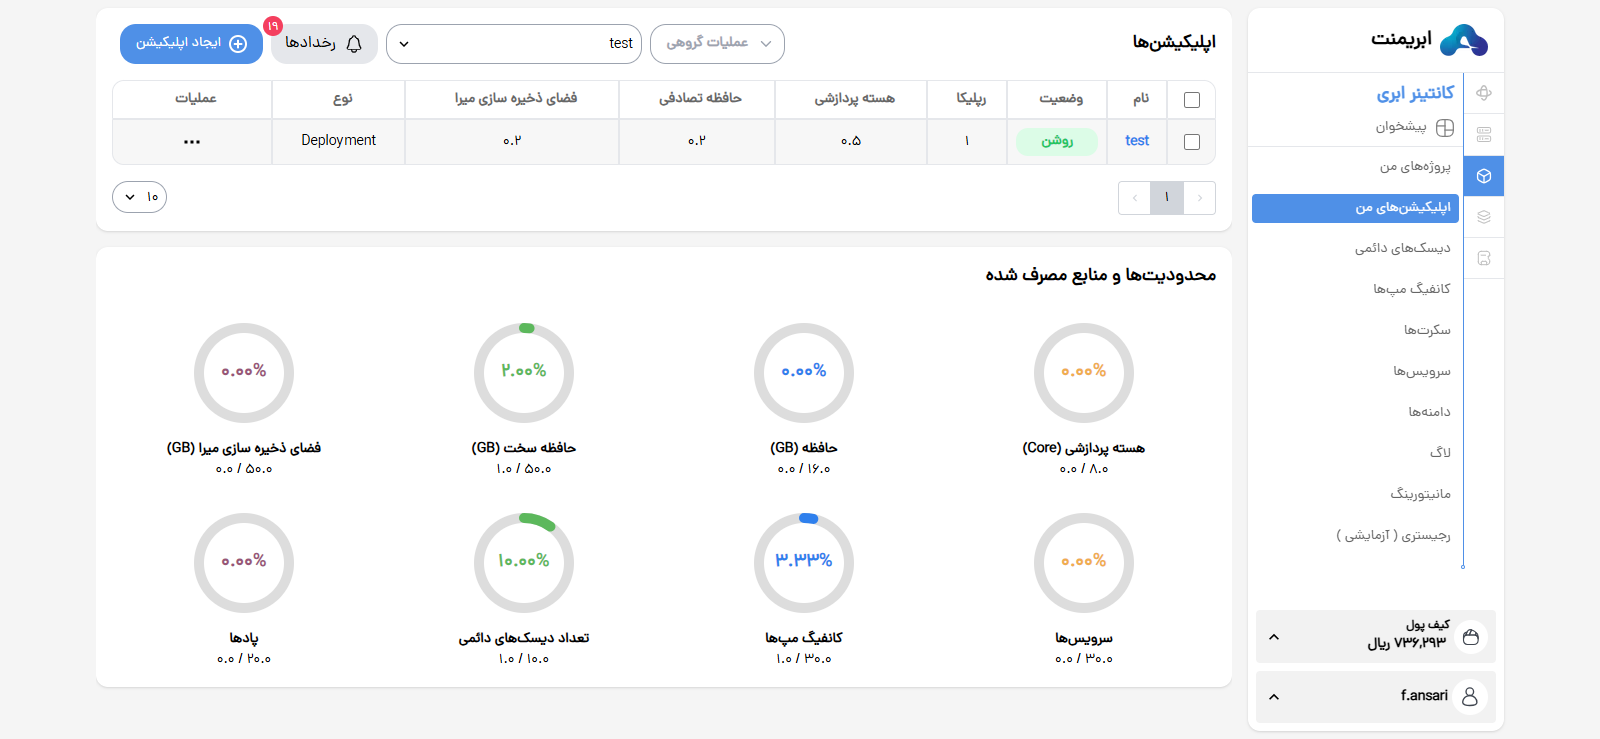 ابریمنت
کانتینر ابری
پیشخوان
پروژه‌های من
اپلیکیشن‌های من
دیسک‌های دائمی
کانفیگ مپ‌ها
سکرت‌ها
سرویس‌ها
دامنه‌ها
لاگ
مانیتورینگ
رجیستری ( آزمایشی )
کیف پول
۷۳۶,۲۹۳ ریال
f.ansari
اپلیکیشن‌ها
عملیات گروهی
test
رخدادها
۱۹
ایجاد اپلیکیشن
نام وضعیت رپلیکا هسته پردازشی حافظه تصادفی فضای ذخیره سازی میرا نوع عملیات
test روشن ۱ ۰.۵ ۰.۲ ۰.۲ Deployment ...
۱
۱۰
محدودیت‌ها و منابع مصرف شده
۰.۰۰% ۰.۰۰% ۲.۰۰% ۰.۰۰%
هسته پردازشی (Core) حافظه (GB) حافظه سخت (GB) فضای ذخیره سازی میرا (GB)
۰.۰ / ۸.۰ ۰.۰ / ۱۶.۰ ۱.۰ / ۵۰.۰ ۰.۰ / ۵۰.۰
۰.۰۰% ۳.۳۳% ۱۰.۰۰% ۰.۰۰%
سرویس‌ها کانفیگ مپ‌ها تعداد دیسک‌های دائمی پادها
۰.۰ / ۳۰.۰ ۱.۰ / ۳۰.۰ ۱.۰ / ۱۰.۰ ۰.۰ / ۲۰.۰